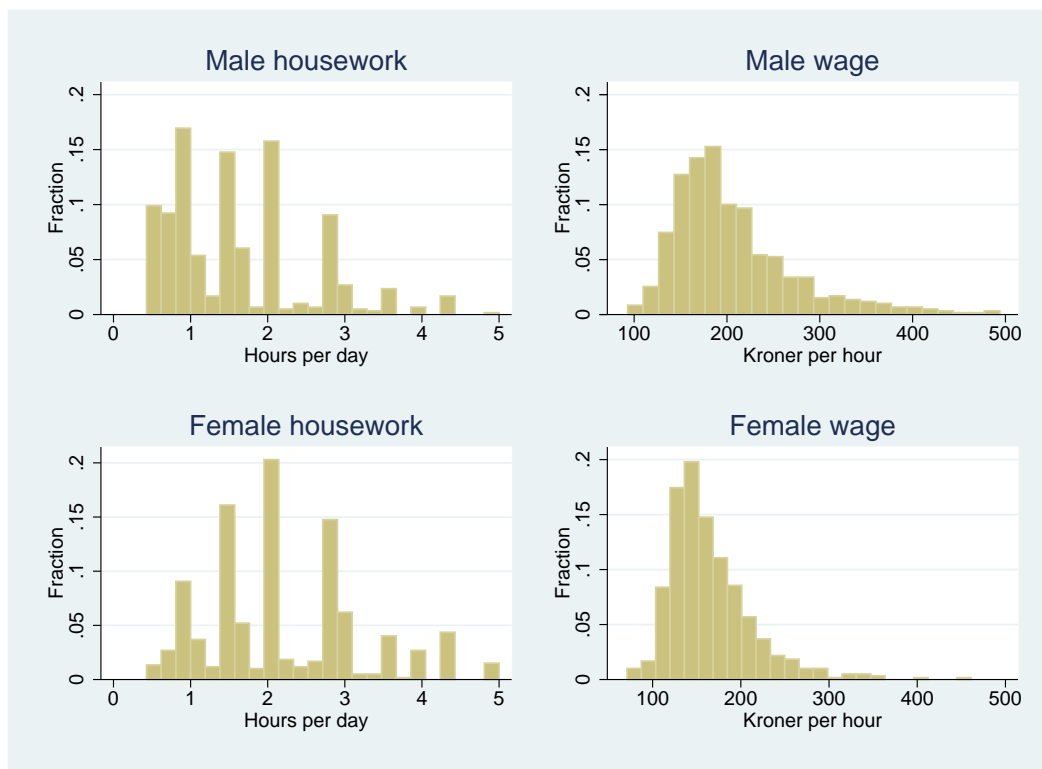 Male housework
.2
.15
.1
.05
0
Fraction
0 1 2 3 4 5
Hours per day
Male wage
.2
.15
.1
.05
0
Fraction
100 200 300 400 500
Kroner per hour
Female housework
.2
.15
.1
.05
0
Fraction
0 1 2 3 4 5
Hours per day
Female wage
.2
.15
.1
.05
0
Fraction
100 200 300 400 500
Kroner per hour